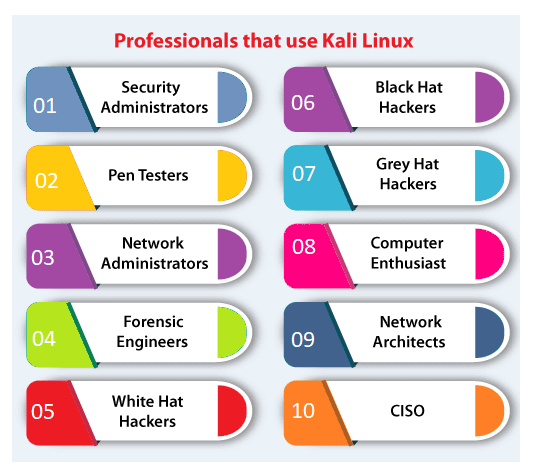 Professionals that use Kali Linux
01
Security
Administrators
02
Pen Testers
03
Network
Administrators
04
Forensic
Engineers
05
White Hat
Hackers
06
Black Hat
Hackers
07
Grey Hat
Hackers
08
Computer
Enthusiast
09
Network
Architects
10
CISO